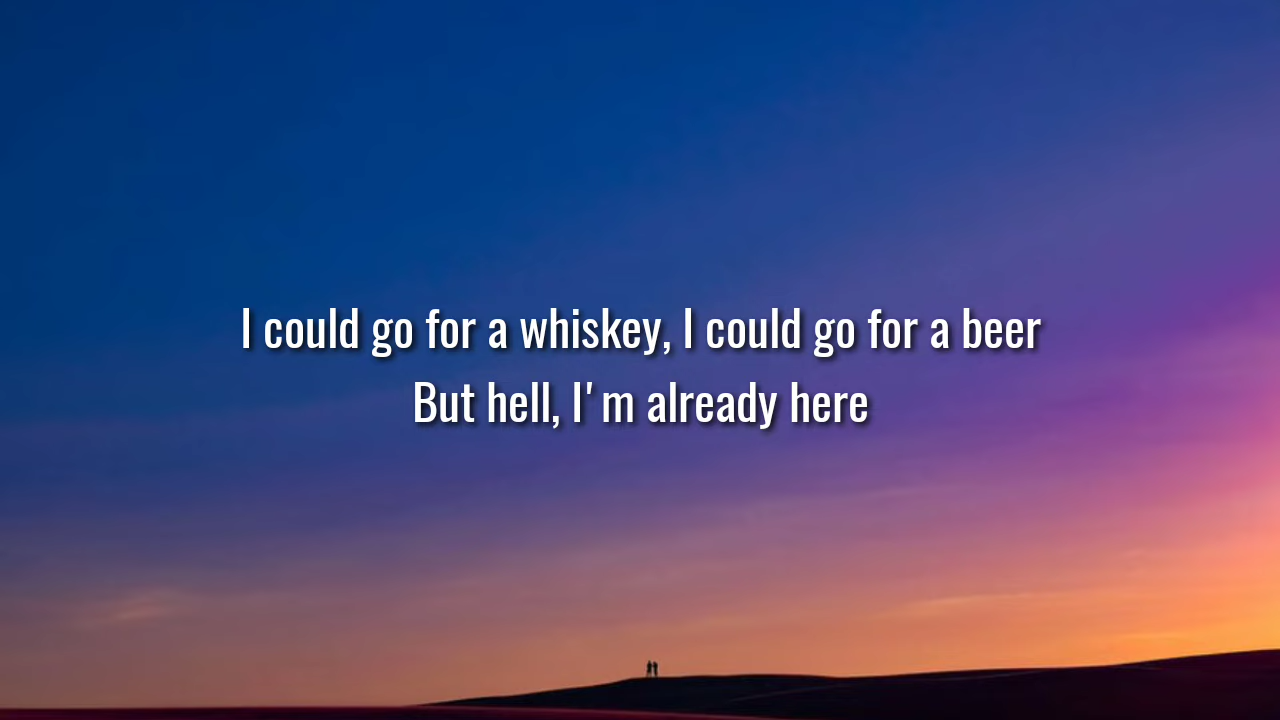 I could go for a whiskey, I could go for a beer
But hell, I'm already here